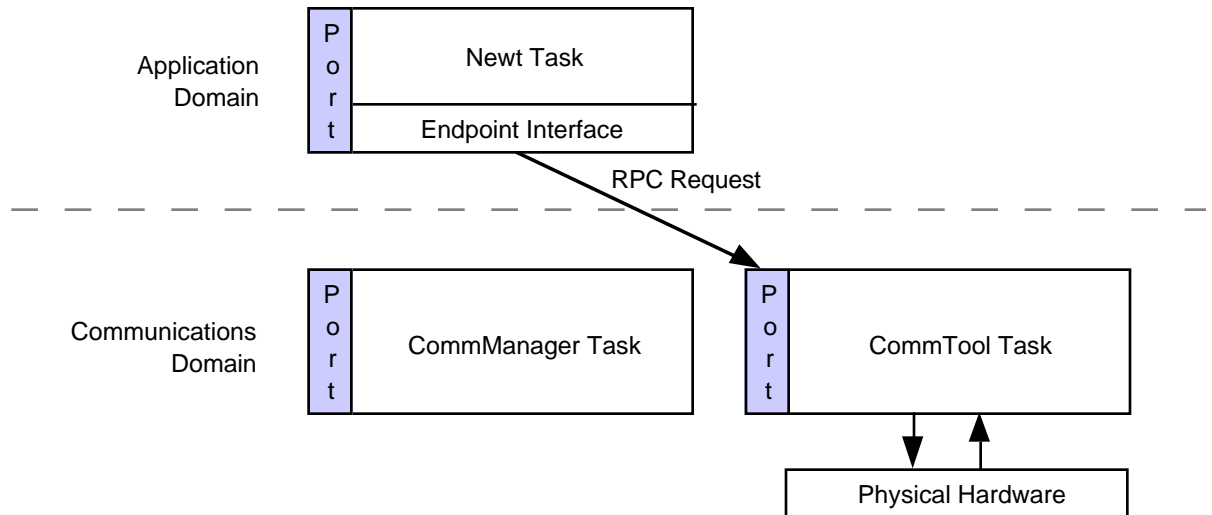 Application
Domain
P
o
r
t
Newt Task
Endpoint Interface
RPC Request
Communications
Domain
P
o
r
t
CommManager Task
P
o
r
t
CommTool Task
Physical Hardware